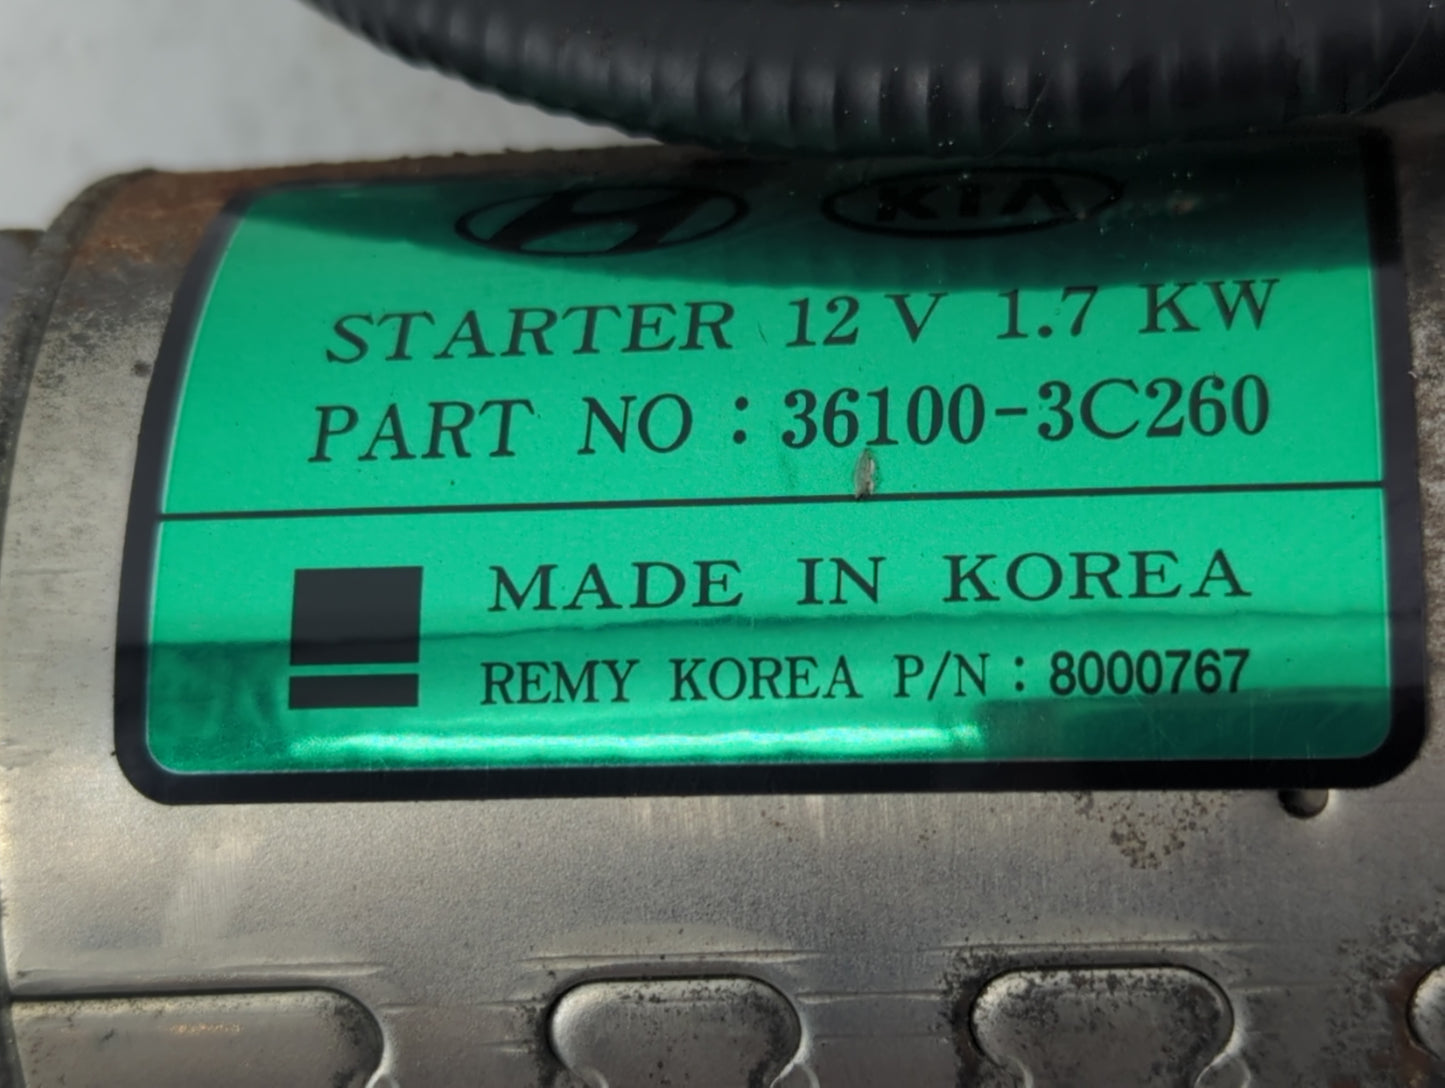 KIA
STARTER 12 V 1.7 KW
PART NO : 36100-3C260
MADE IN KOREA
REMY KOREA P/N : 8000767